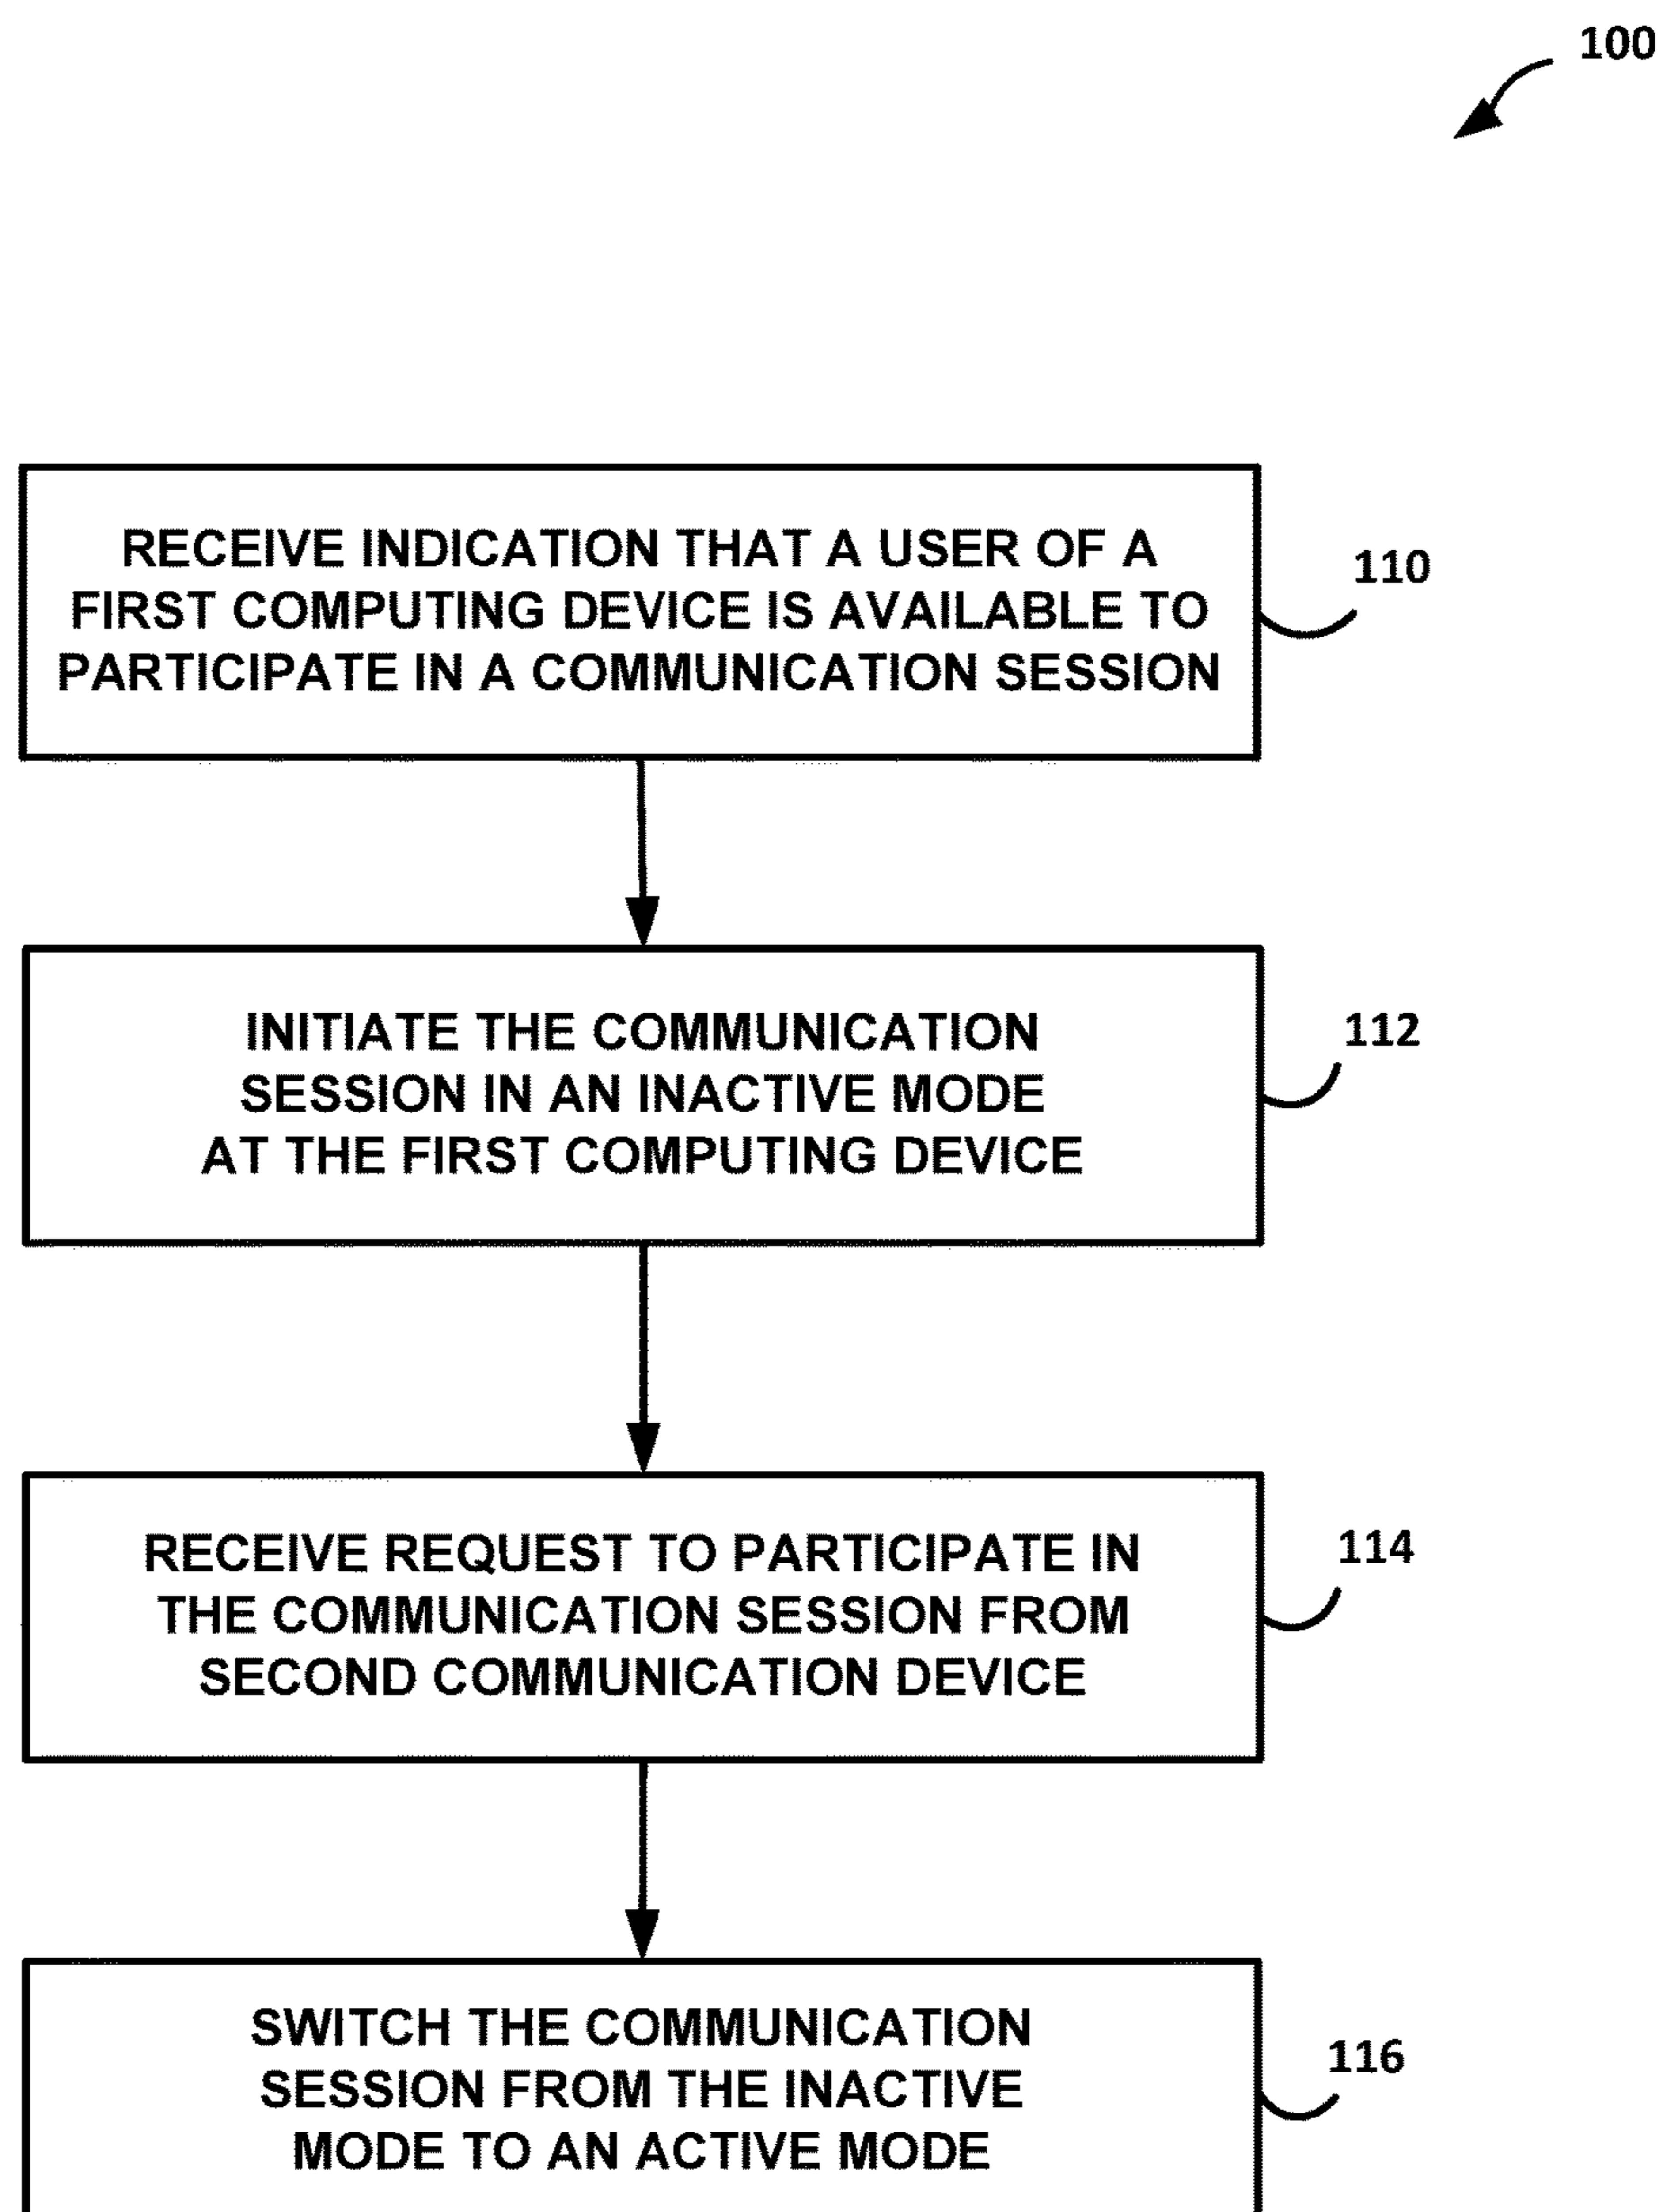 100
RECEIVE INDICATION THAT A USER OF A
FIRST COMPUTING DEVICE IS AVAILABLE TO
PARTICIPATE IN A COMMUNICATION SESSION
110
INITIATE THE COMMUNICATION
SESSION IN AN INACTIVE MODE
AT THE FIRST COMPUTING DEVICE
112
RECEIVE REQUEST TO PARTICIPATE IN
THE COMMUNICATION SESSION FROM
SECOND COMMUNICATION DEVICE
114
SWITCH THE COMMUNICATION
SESSION FROM THE INACTIVE
MODE TO AN ACTIVE MODE
116